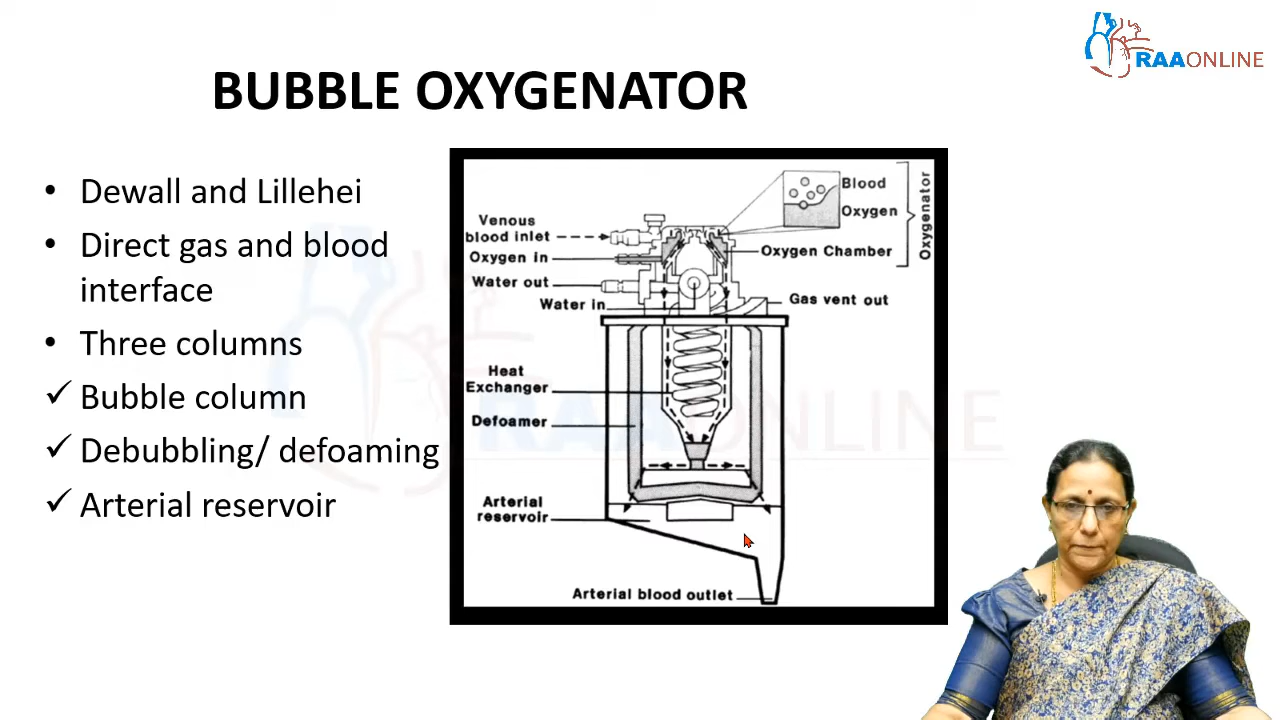 RAAONLINE
BUBBLE OXYGENATOR
• Dewall and Lillehei
• Direct gas and blood
interface
• Three columns
✓ Bubble column
✓ Debubbling/ defoaming
✓ Arterial reservoir
Blood
Oxygen
Oxygenator
Venous
blood inlet
Oxygen in
Oxygen Chamber
Water out
Water in
Gas vent out
Heat
Exchanger
Defoamer
Arterial
reservoir
Arterial blood outlet
RAAONLINE